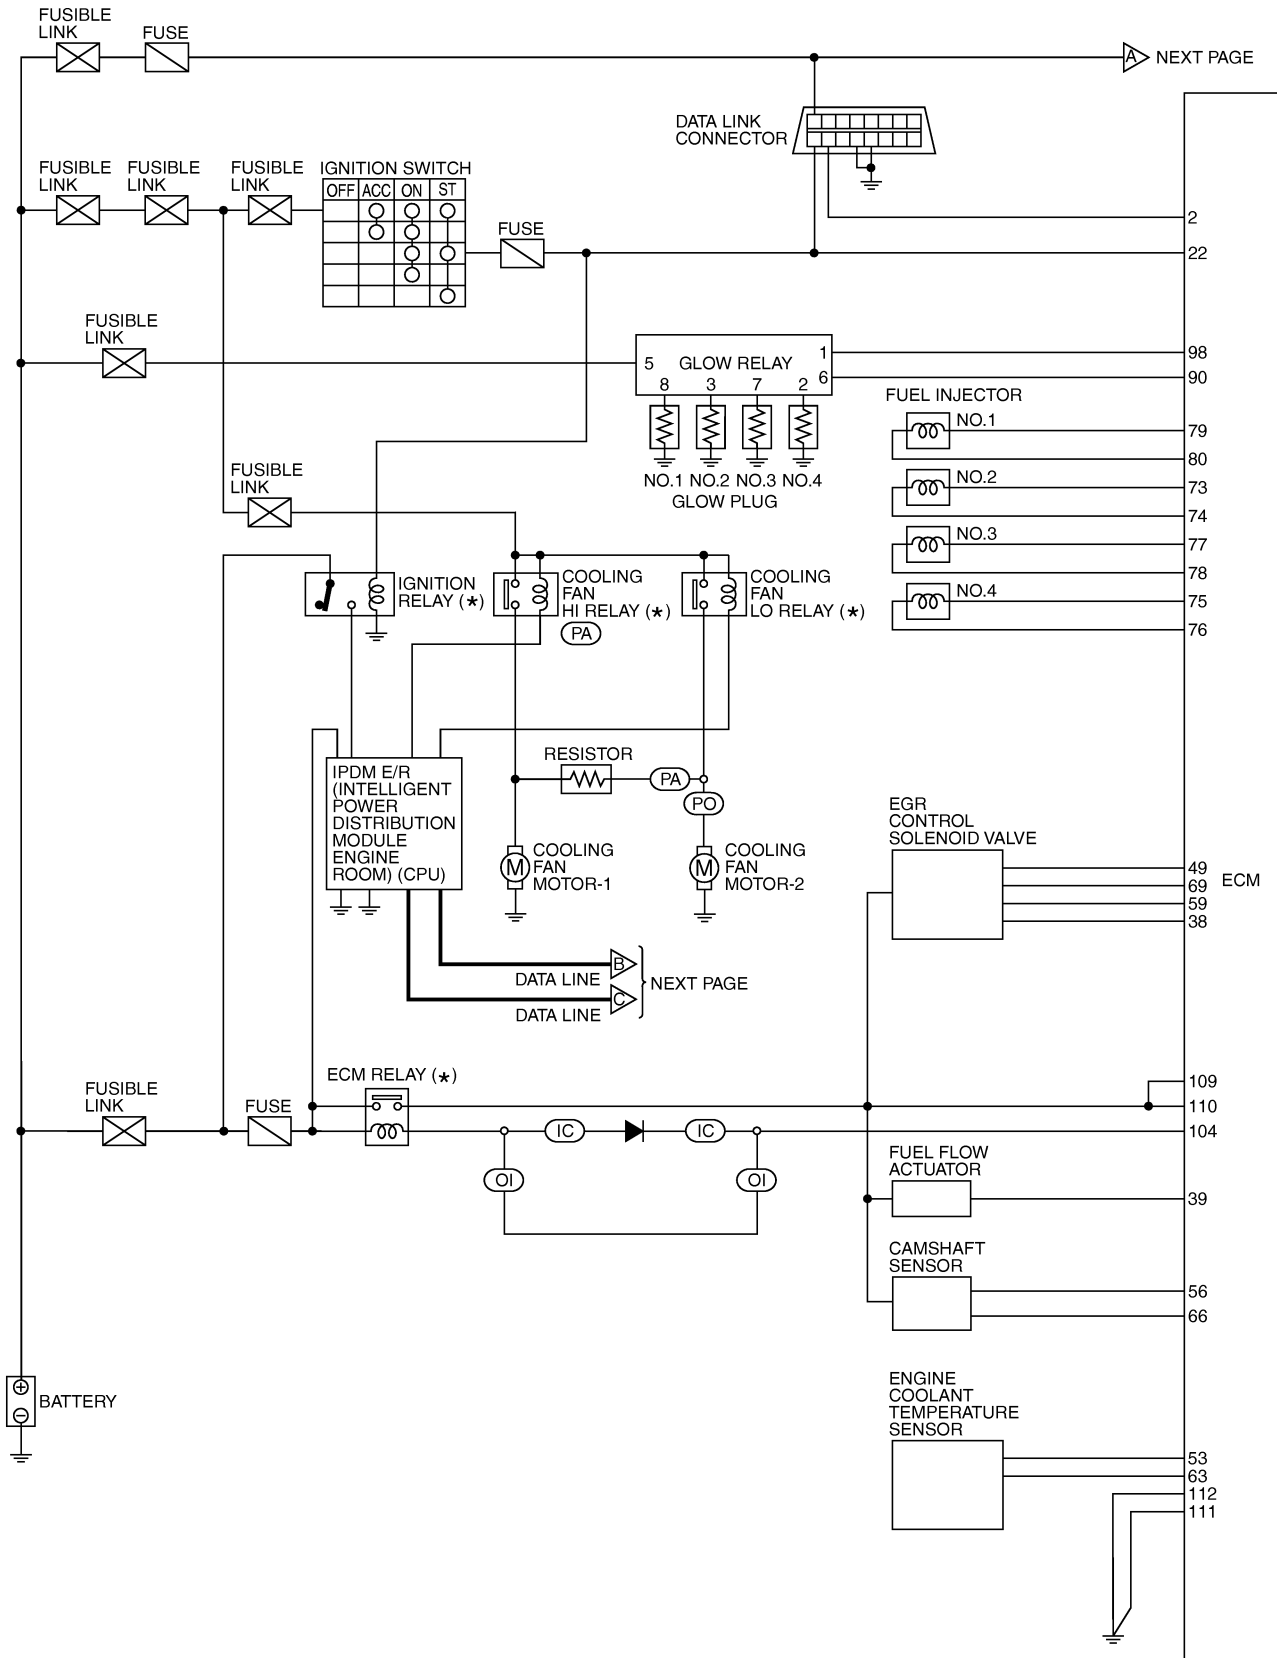 FUSIBLE
LINK
FUSE
A
NEXT PAGE
DATA LINK
CONNECTOR
FUSIBLE
LINK
FUSIBLE
LINK
FUSIBLE
LINK
IGNITION SWITCH
OFF ACC ON ST
FUSE
2
22
FUSIBLE
LINK
5 GLOW RELAY 1
6
8 3 7 2
98
90
NO.1 NO.2 NO.3 NO.4
GLOW PLUG
FUEL INJECTOR
NO.1
79
80
NO.2
73
74
NO.3
77
78
NO.4
75
76
FUSIBLE
LINK
IGNITION
RELAY (*)
COOLING
FAN
HI RELAY (*)
PA
COOLING
FAN
LO RELAY (*)
IPDM E/R
(INTELLIGENT
POWER
DISTRIBUTION
MODULE
ENGINE
ROOM) (CPU)
RESISTOR
PA
PO
M
COOLING
FAN
MOTOR-1
M
COOLING
FAN
MOTOR-2
EGR
CONTROL
SOLENOID VALVE
49
69
59
38
ECM
B
DATA LINE
C
DATA LINE
NEXT PAGE
ECM RELAY (*)
FUSIBLE
LINK
FUSE
109
110
104
IC
IC
OI
OI
FUEL FLOW
ACTUATOR
39
CAMSHAFT
SENSOR
56
66
+
−
BATTERY
ENGINE
COOLANT
TEMPERATURE
SENSOR
53
63
112
111